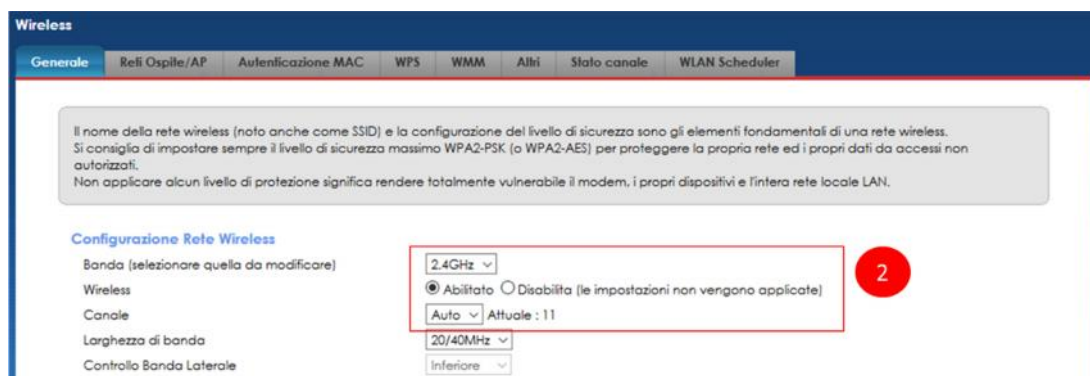 Wireless
Generale Reti Ospite/AP Autenticazione MAC WPS WMM Altri Stato canale WLAN Scheduler
Il nome della rete wireless (noto anche come SSID) e la configurazione del livello di sicurezza sono gli elementi fondamentali di una rete wireless.
Si consiglia di impostare sempre il livello di sicurezza massimo WPA2-PSK (o WPA2-AES) per proteggere la propria rete ed i propri dati da accessi non
autorizzati.
Non applicare alcun livello di protezione significa rendere totalmente vulnerabile il modem, i propri dispositivi e l'intera rete locale LAN.
Configurazione Rete Wireless
Banda (selezionare quella da modificare) 2.4GHz
Wireless Abilitato Disabilita (le impostazioni non vengono applicate)
2
Canale Auto Attuale : 11
Larghezza di banda 20/40MHz
Controllo Banda Laterale Inferiore